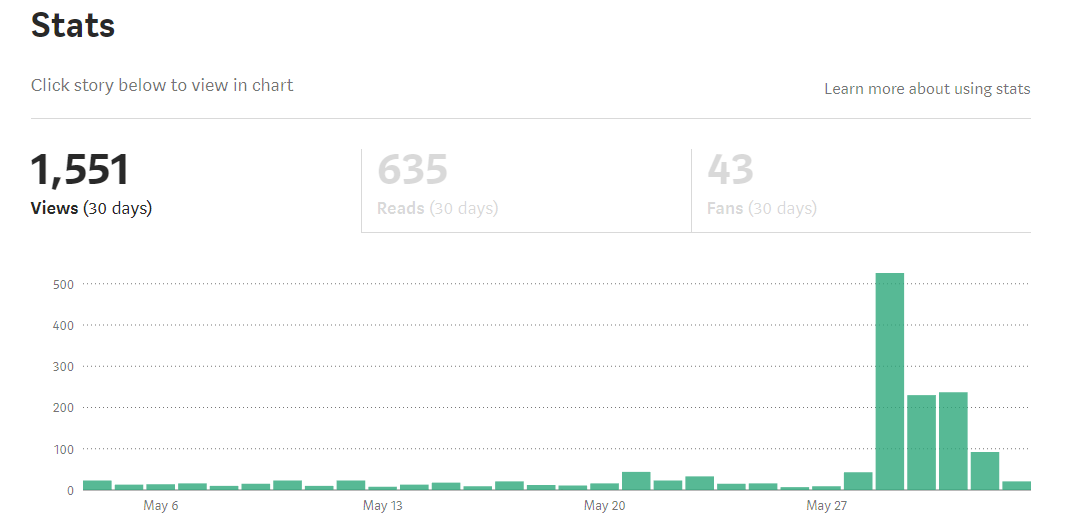 Stats
Click story below to view in chart
Learn more about using stats
1,551
Views (30 days)
635
Reads (30 days)
43
Fans (30 days)
500
400
300
200
100
0
May 6
May 13
May 20
May 27